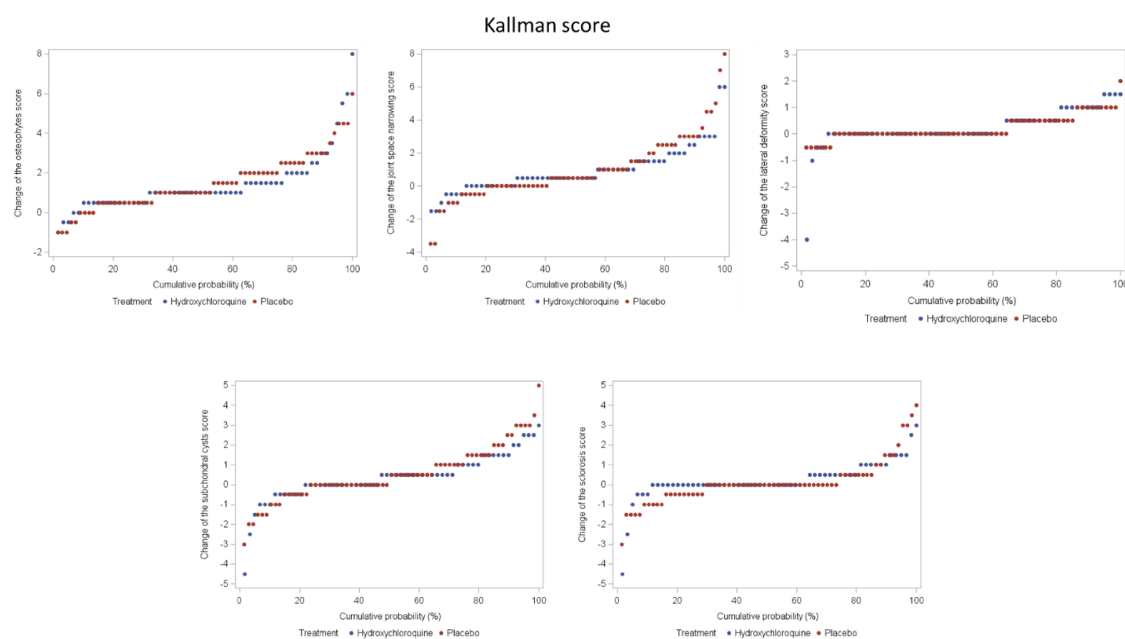 Kallman score
Change of the osteophytes score
8
6
4
2
0
-2
0 20 40 60 80 100
Cumulative probability (%)
Treatment Hydroxychloroquine Placebo
Change of the joint space narrowing score
8
6
4
2
0
-2
-4
0 20 40 60 80 100
Cumulative probability (%)
Treatment Hydroxychloroquine Placebo
Change of the lateral deformity score
3
2
1
0
-1
-2
-3
-4
-5
0 20 40 60 80 100
Cumulative probability (%)
Treatment Hydroxychloroquine Placebo
Change of the subchondral cysts score
5
4
3
2
1
0
-1
-2
-3
-4
-5
0 20 40 60 80 100
Cumulative probability (%)
Treatment Hydroxychloroquine Placebo
Change of the sclorosis score
5
4
3
2
1
0
-1
-2
-3
-4
-5
0 20 40 60 80 100
Cumulative probability (%)
Treatment Hydroxychloroquine Placebo